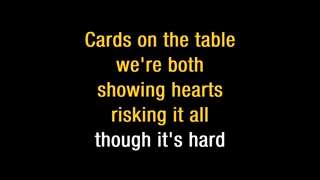 Cards on the table
we're both
showing hearts
risking it all
though it's hard